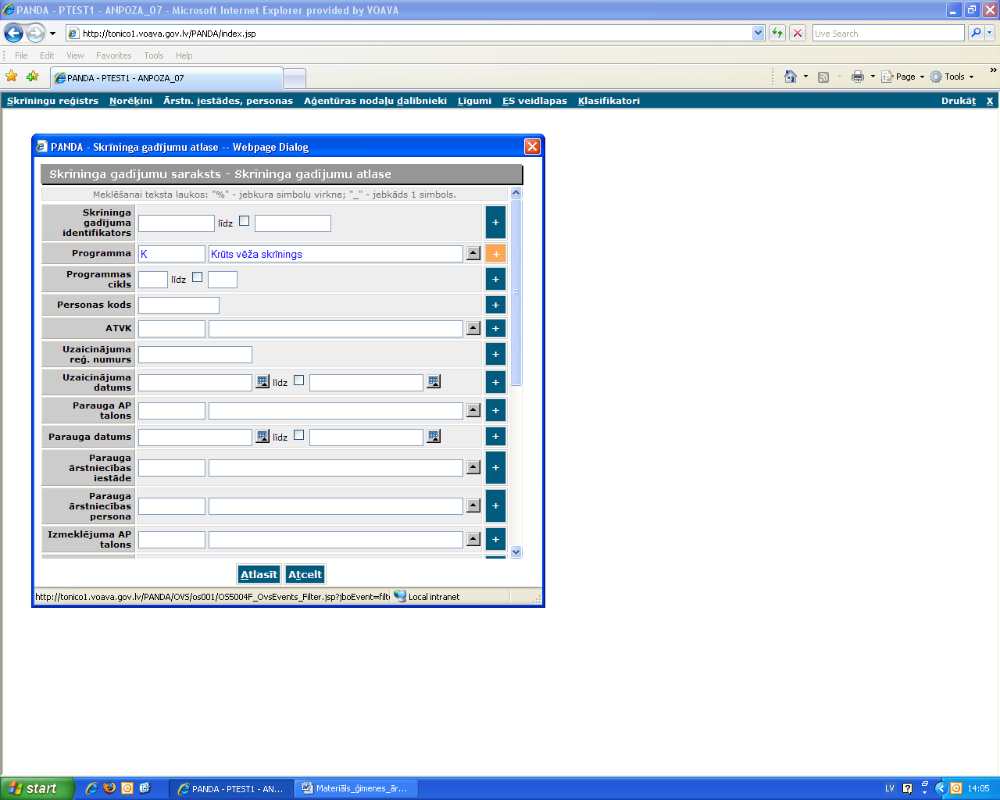 PANDA - PTEST1 - ANPOZA_07 - Microsoft Internet Explorer provided by VOAVA
http://tonico1.voava.gov.lv/PANDA/index.jsp
Live Search
File Edit View Favorites Tools Help
PANDA - PTEST1 - ANPOZA_07
Page Tools
Skrīningu reģistrs Norēķini Ārstn. iestādes, personas Aģentūras nodaļu dalībnieki Līgumi ES veidlapas Klasifikatori Drukāt X
PANDA - Skrīninga gadījumu atlase -- Webpage Dialog
Skrīninga gadījumu saraksts - Skrīninga gadījumu atlase
Meklēšanai teksta laukos: "%" - jebkura simbolu virkne; "_" - jebkāds 1 simbols.
Skrīninga
gadījuma
identifikators
līdz
+
Programma
K
Krūts vēža skrīnings
+
Programmas
cikls
līdz
+
Personas kods
+
ATVK
+
Uzaicinājuma
reģ. numurs
+
Uzaicinājuma
datums
līdz
+
Parauga AP
talons
+
Parauga datums
līdz
+
Parauga
ārstniecības
iestāde
+
Parauga
ārstniecības
persona
+
Izmeklējuma AP
talons
+
Atlasīt Atcelt
http://tonico1.voava.gov.lv/PANDA/OVS/os001/OS5004F_OvsEvents_Filter.jsp?jboEvent=filt
Local intranet
start
PANDA - PTEST1 - AN...
Materiāls_ģimenes_ār...
LV
14:05